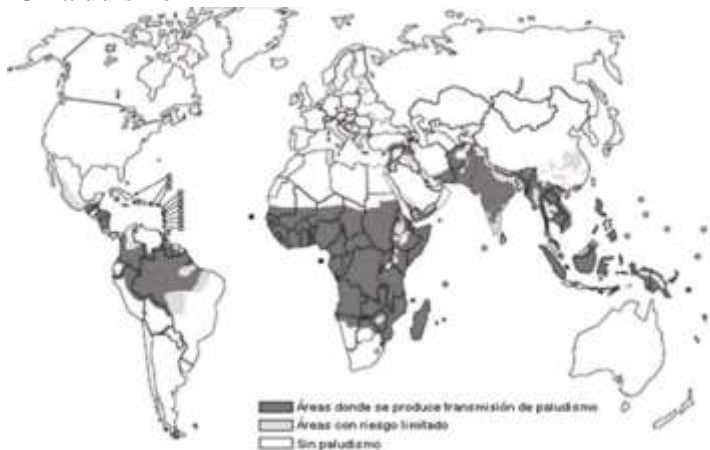 Áreas donde se produce transmisión de paludismo
Áreas con riesgo limitado
Sin paludismo